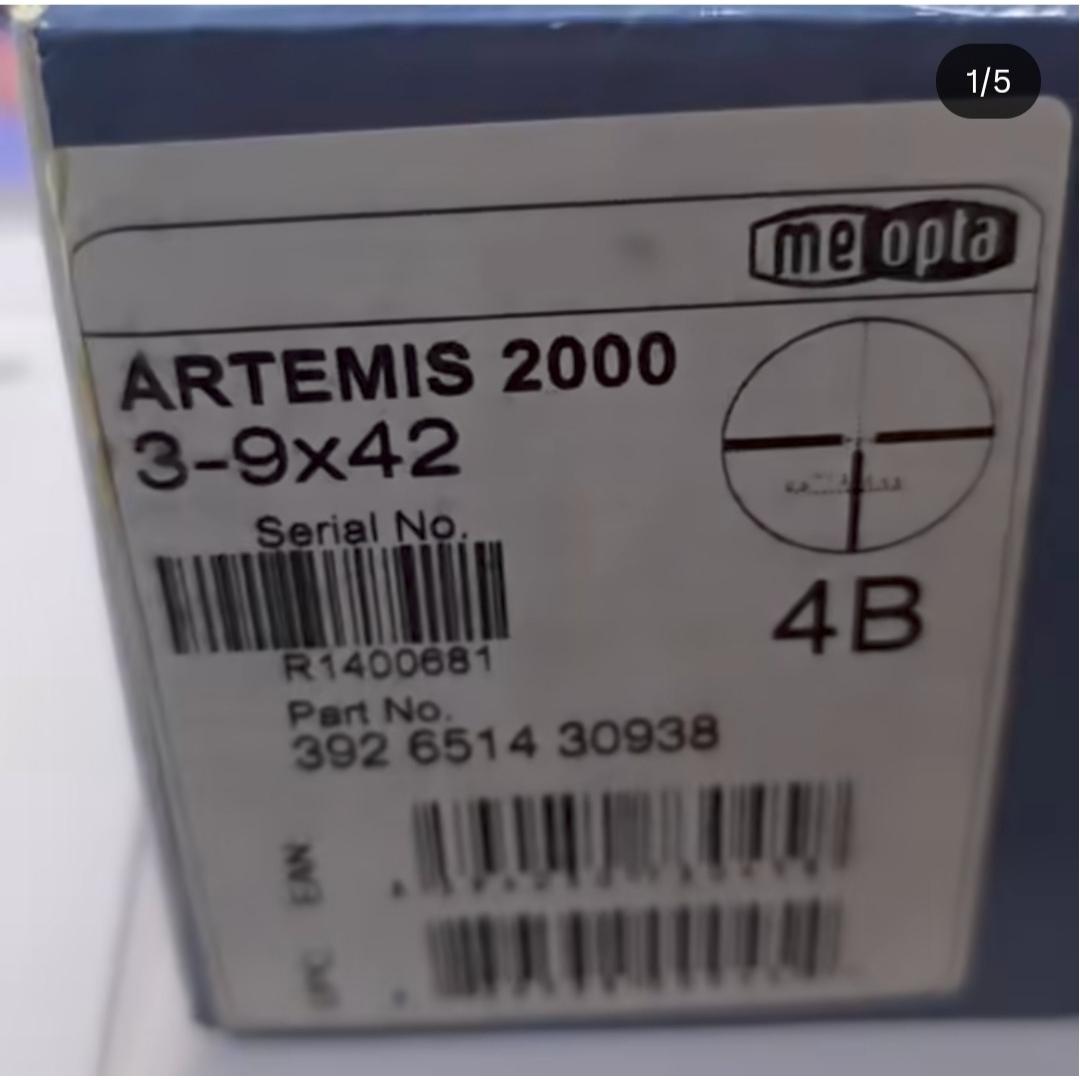 1/5
meopta
ARTEMIS 2000
3-9x42
Serial No.
R1400681
4B
Part No.
392 6514 30938
EAN
UPC